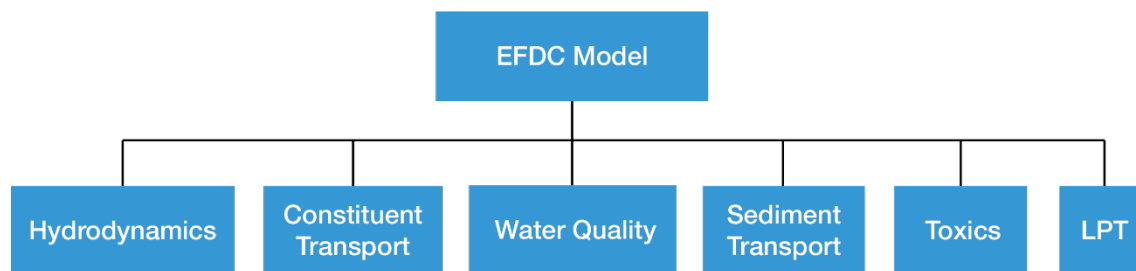 EFDC Model
Hydrodynamics
Constituent
Transport
Water Quality
Sediment
Transport
Toxics
LPT